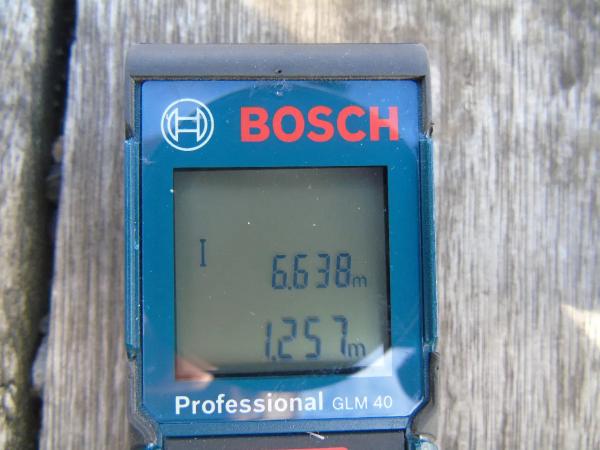 BOSCH
6.638m
1.257m
Professional GLM 40